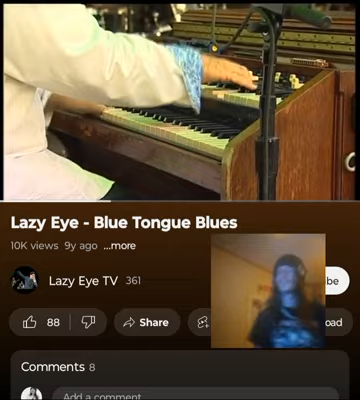 Lazy Eye - Blue Tongue Blues
10K views 9y ago ...more
Lazy Eye TV 361
be
88 Share
oad
Comments 8
Add a comment